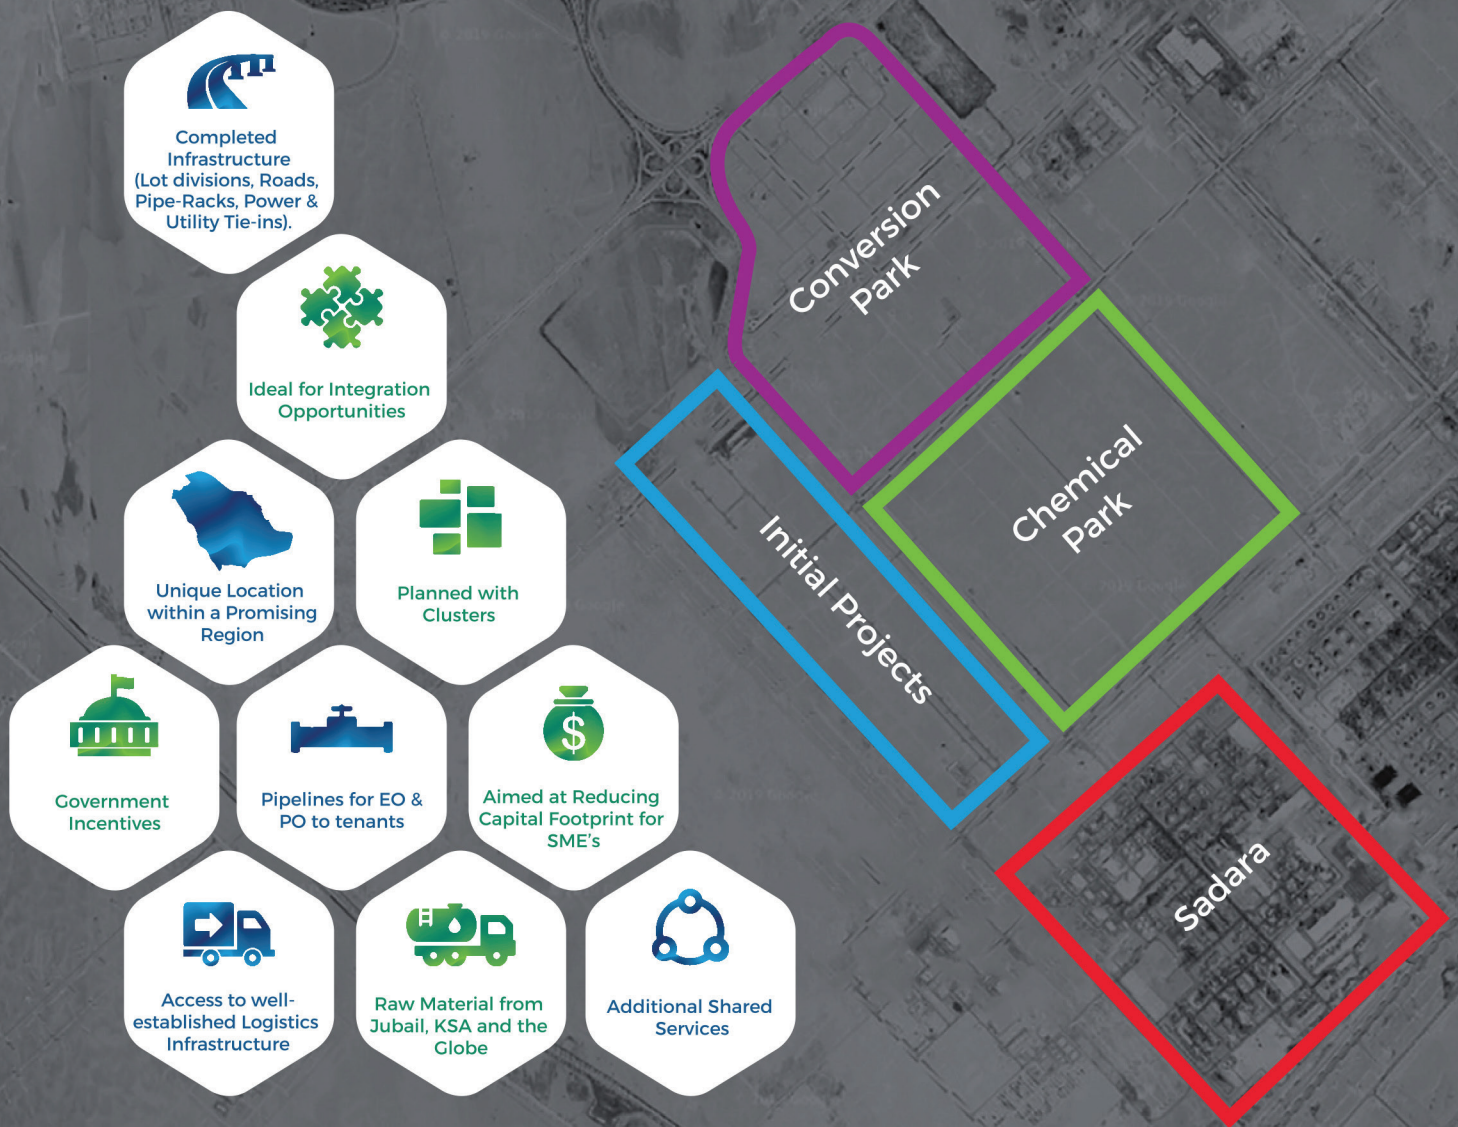 Completed
Infrastructure
(Lot divisions, Roads,
Pipe-Racks, Power &
Utility Tie-ins).
Ideal for Integration
Opportunities
Unique Location
within a Promising
Region
Planned with
Clusters
Government
Incentives
Pipelines for EO &
PO to tenants
$
Aimed at Reducing
Capital Footprint for
SME's
Access to well-
established Logistics
Infrastructure
Raw Material from
Jubail, KSA and the
Globe
Additional Shared
Services
Conversion
Park
Chemical
Park
Initial Projects
Sadara